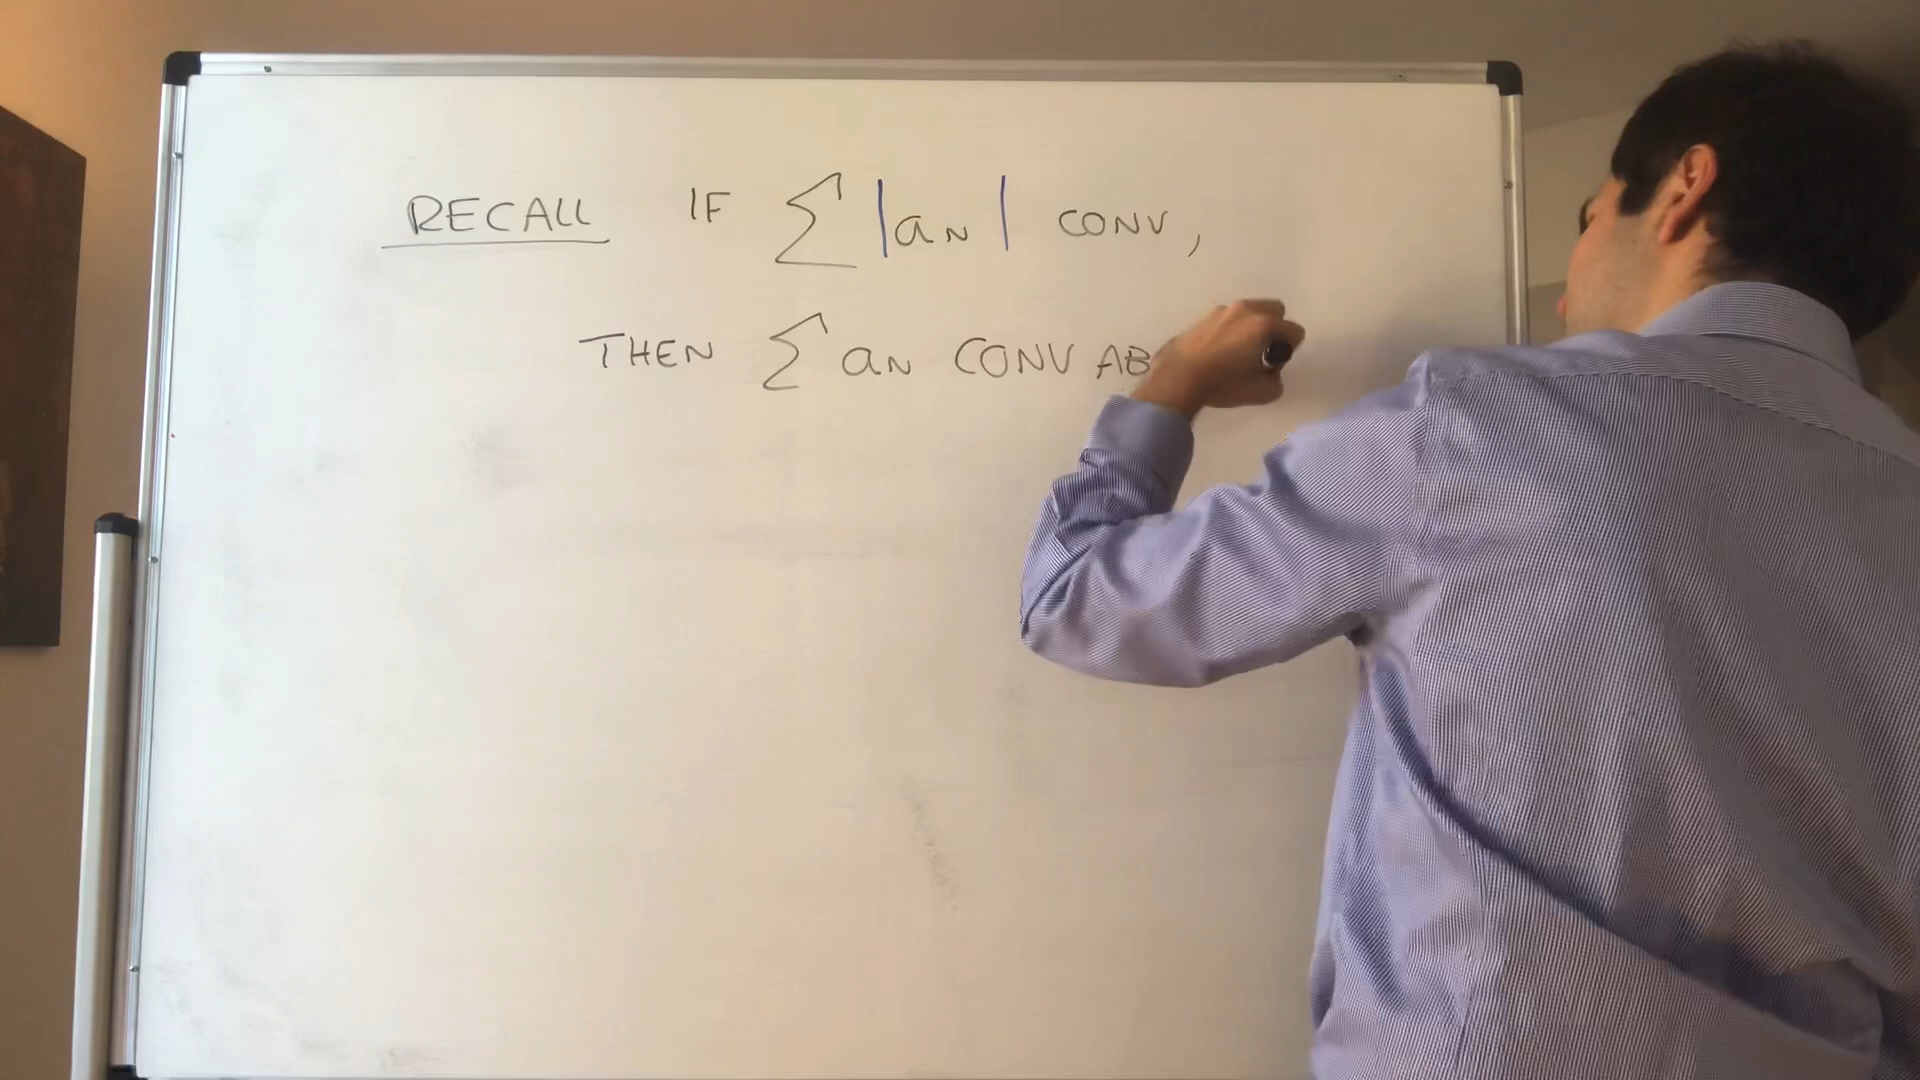 RECALL IF ∑ |an| CONV,
THEN ∑ an CONV AB